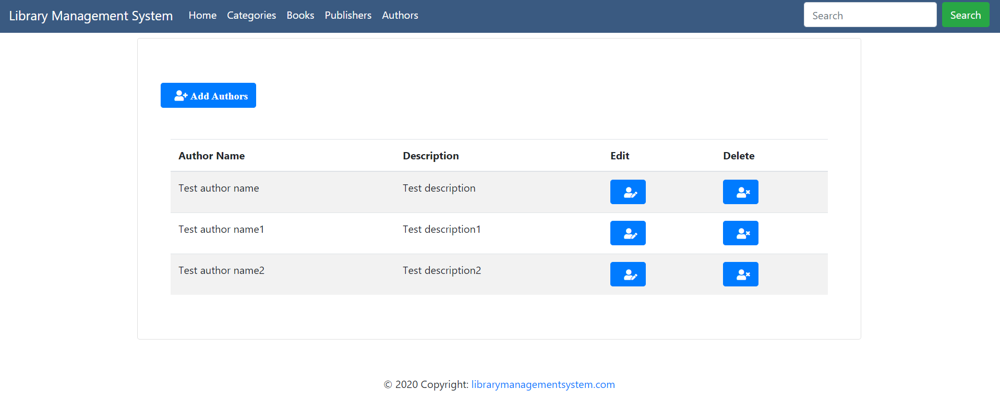 Library Management System Home Categories Books Publishers Authors Search Search
Add Authors
Author Name Description Edit Delete
Test author name Test description
Test author name1 Test description1
Test author name2 Test description2
© 2020 Copyright: librarymanagementsystem.com